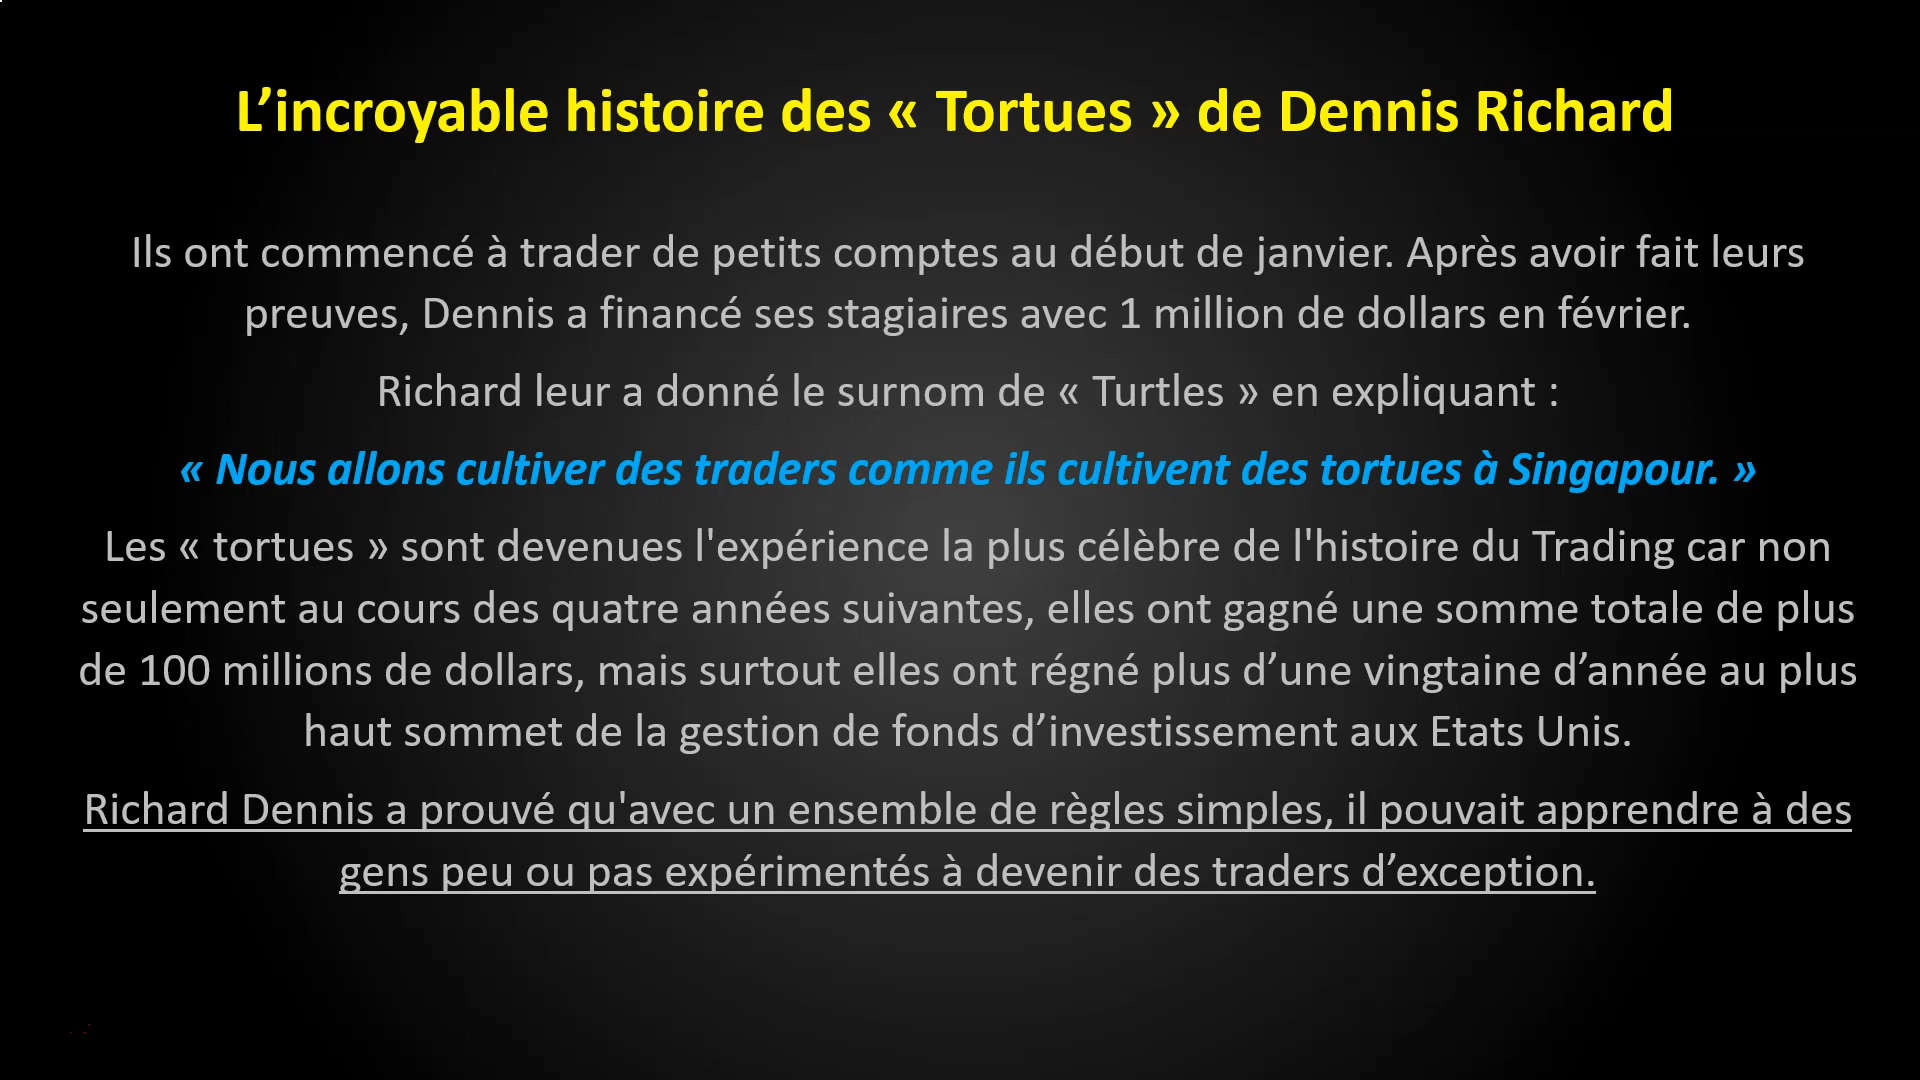 L’incroyable histoire des « Tortues » de Dennis Richard
Ils ont commencé à trader de petits comptes au début de janvier. Après avoir fait leurs
preuves, Dennis a financé ses stagiaires avec 1 million de dollars en février.
Richard leur a donné le surnom de « Turtles » en expliquant :
« Nous allons cultiver des traders comme ils cultivent des tortues à Singapour. »
Les « tortues » sont devenues l'expérience la plus célèbre de l'histoire du Trading car non
seulement au cours des quatre années suivantes, elles ont gagné une somme totale de plus
de 100 millions de dollars, mais surtout elles ont régné plus d’une vingtaine d’année au plus
haut sommet de la gestion de fonds d’investissement aux Etats Unis.
Richard Dennis a prouvé qu'avec un ensemble de règles simples, il pouvait apprendre à des
gens peu ou pas expérimentés à devenir des traders d’exception.